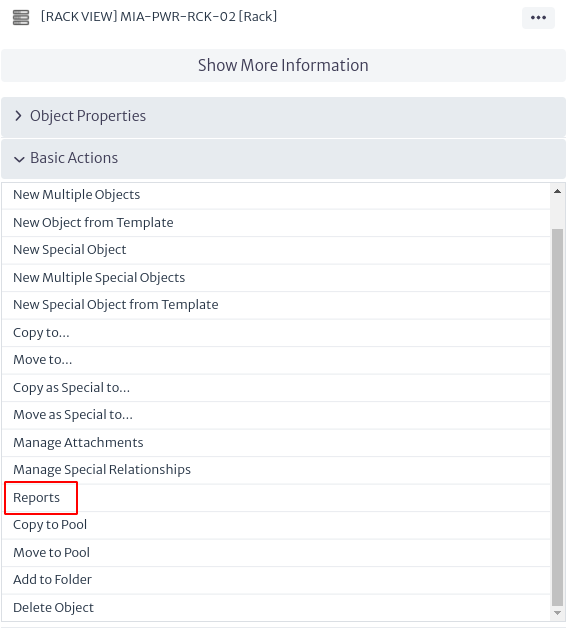 [RACK VIEW] MIA-PWR-RCK-02 [Rack]
Show More Information
Object Properties
Basic Actions
New Multiple Objects
New Object from Template
New Special Object
New Multiple Special Objects
New Special Object from Template
Copy to...
Move to...
Copy as Special to...
Move as Special to...
Manage Attachments
Manage Special Relationships
Reports
Copy to Pool
Move to Pool
Add to Folder
Delete Object